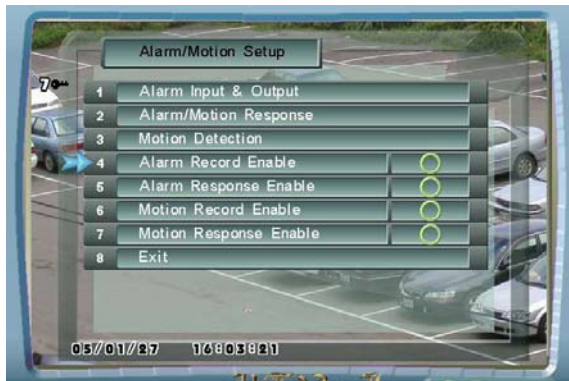 Alarm/Motion Setup
7
1 Alarm Input & Output
2 Alarm/Motion Response
3 Motion Detection
4 Alarm Record Enable
5 Alarm Response Enable
6 Motion Record Enable
7 Motion Response Enable
8 Exit
05/01/27 16:03:21